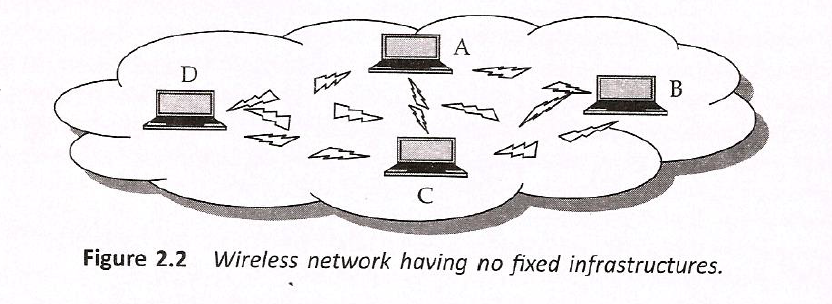 A
B
D
C
Figure 2.2 Wireless network having no fixed infrastructures.